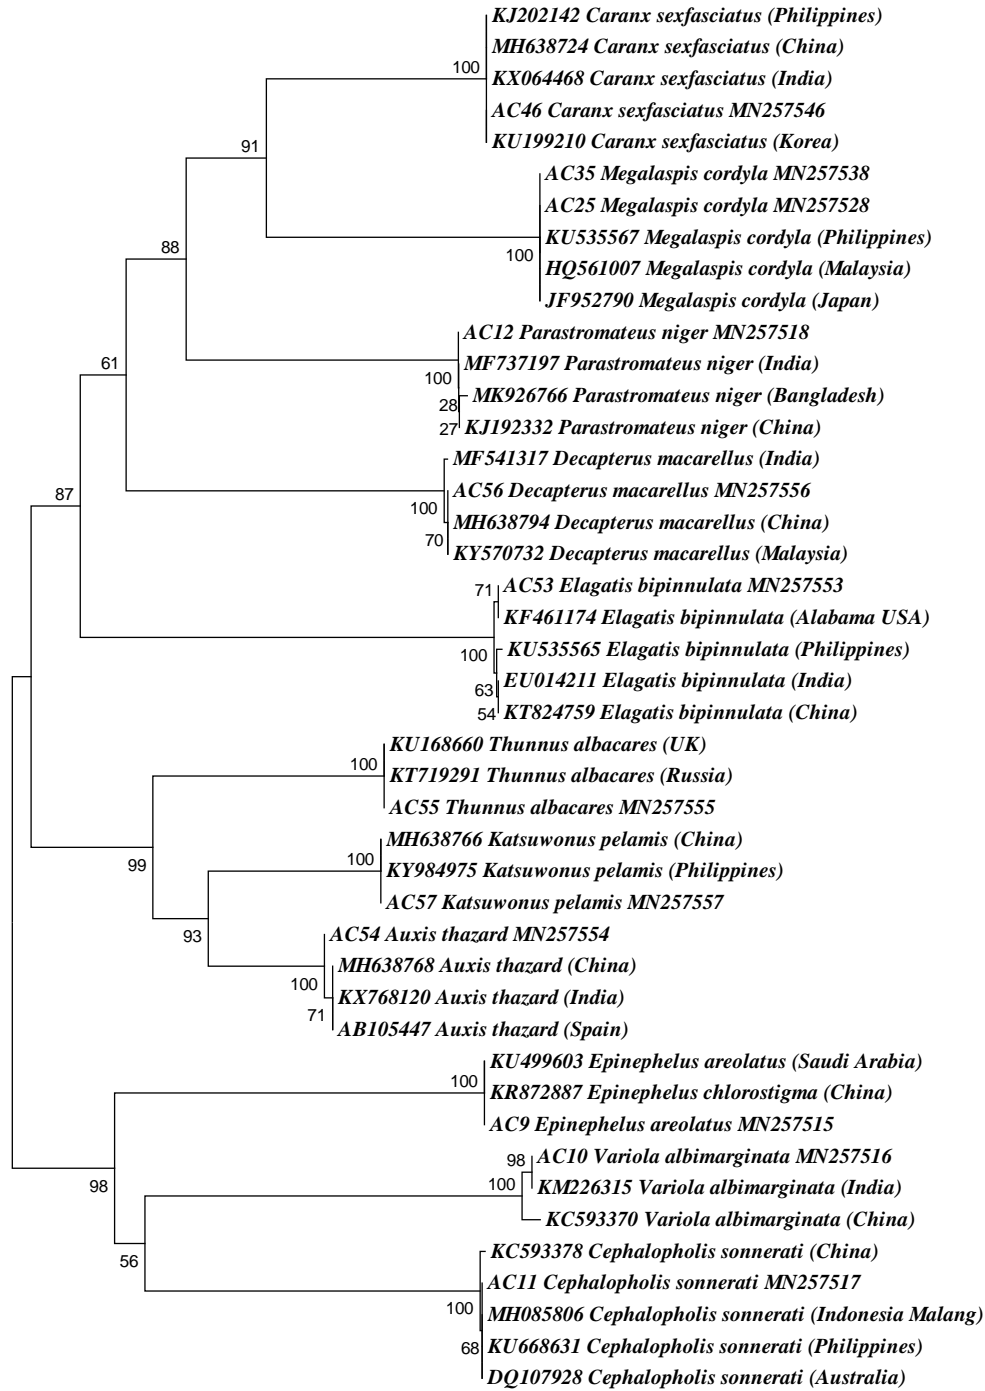 KJ202142 Caranx sexfasciatus (Philippines)
MH638724 Caranx sexfasciatus (China)
100
KX064468 Caranx sexfasciatus (India)
AC46 Caranx sexfasciatus MN257546
KU199210 Caranx sexfasciatus (Korea)
91
AC35 Megalaspis cordyla MN257538
AC25 Megalaspis cordyla MN257528
KU535567 Megalaspis cordyla (Philippines)
100
HQ561007 Megalaspis cordyla (Malaysia)
JF952790 Megalaspis cordyla (Japan)
88
AC12 Parastromateus niger MN257518
MF737197 Parastromateus niger (India)
100
MK926766 Parastromateus niger (Bangladesh)
28
27
KJ192332 Parastromateus niger (China)
61
MF541317 Decapterus macarellus (India)
AC56 Decapterus macarellus MN257556
100
MH638794 Decapterus macarellus (China)
70
KY570732 Decapterus macarellus (Malaysia)
87
71
AC53 Elagatis bipinnulata MN257553
KF461174 Elagatis bipinnulata (Alabama USA)
100
KU535565 Elagatis bipinnulata (Philippines)
EU014211 Elagatis bipinnulata (India)
63
54
KT824759 Elagatis bipinnulata (China)
KU168660 Thunnus albacares (UK)
100
KT719291 Thunnus albacares (Russia)
AC55 Thunnus albacares MN257555
99
MH638766 Katsuwonus pelamis (China)
100
KY984975 Katsuwonus pelamis (Philippines)
AC57 Katsuwonus pelamis MN257557
93
AC54 Auxis thazard MN257554
MH638768 Auxis thazard (China)
100
KX768120 Auxis thazard (India)
71
AB105447 Auxis thazard (Spain)
KU499603 Epinephelus areolatus (Saudi Arabia)
100
KR872887 Epinephelus chlorostigma (China)
AC9 Epinephelus areolatus MN257515
98
98
AC10 Variola albimarginata MN257516
100
KM226315 Variola albimarginata (India)
KC593370 Variola albimarginata (China)
56
KC593378 Cephalopholis sonnerati (China)
AC11 Cephalopholis sonnerati MN257517
100
MH085806 Cephalopholis sonnerati (Indonesia Malang)
68
KU668631 Cephalopholis sonnerati (Philippines)
DQ107928 Cephalopholis sonnerati (Australia)